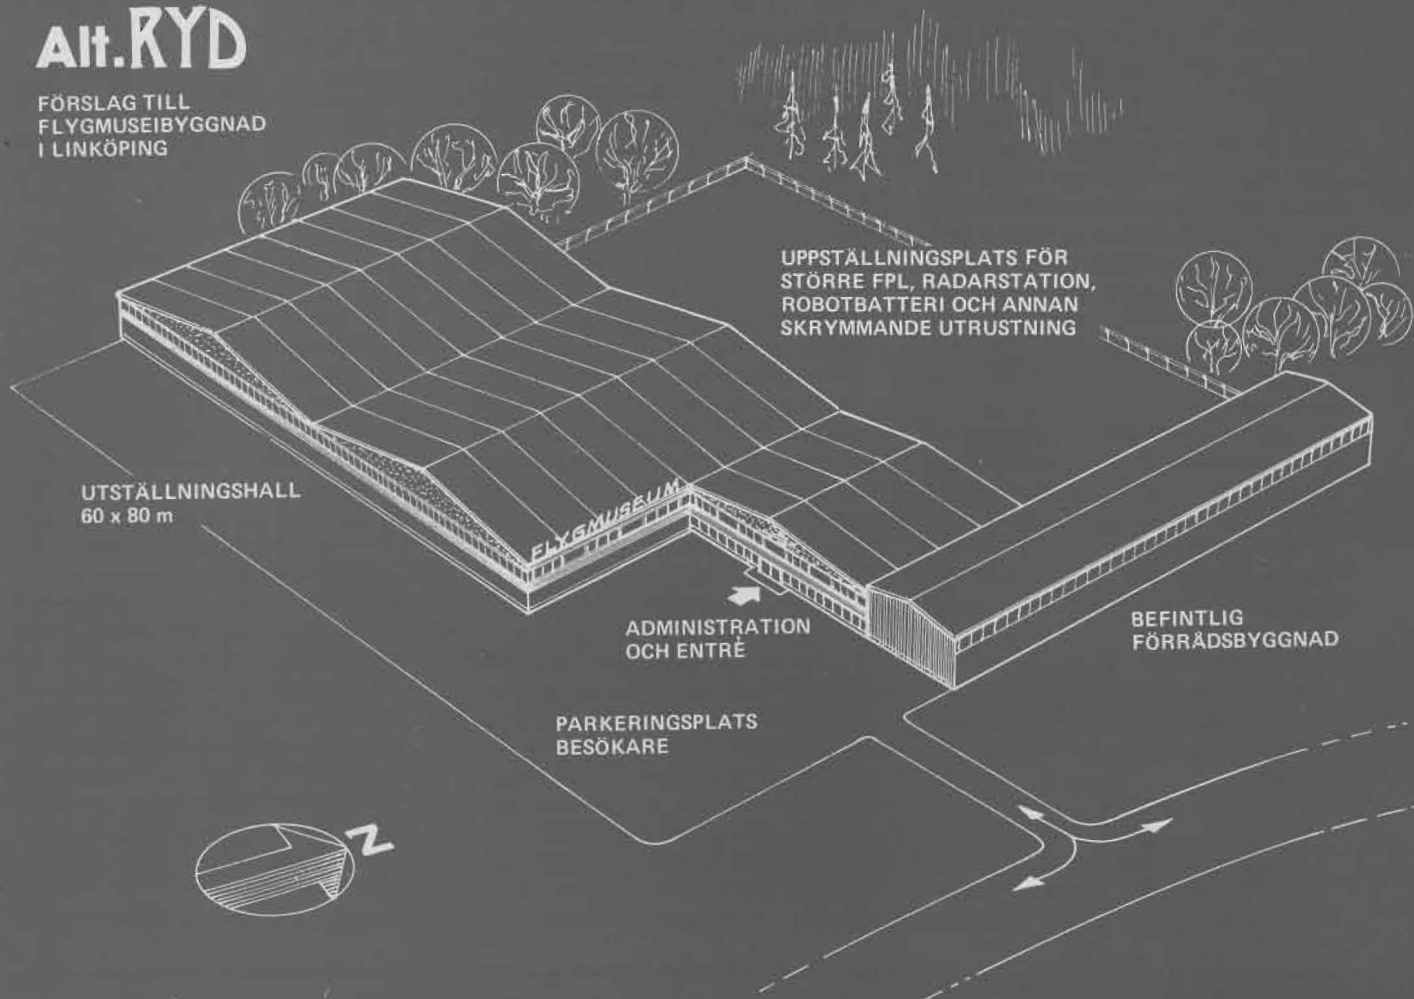 Alt.RYD
FÖRSLAG TILL
FLYGMUSEIBYGGNAD
I LINKÖPING
UPPSTÄLLNINGSPLATS FÖR
STÖRRE FPL, RADARSTATION,
ROBOTBATTERI OCH ANNAN
SKRYMMANDE UTRUSTNING
UTSTÄLLNINGSHALL
60 x 80 m
FLYGMUSEUM
ADMINISTRATION
OCH ENTRÉ
BEFINTLIG
FÖRRÅDSBYGGNAD
PARKERINGSPLATS
BESÖKARE
N